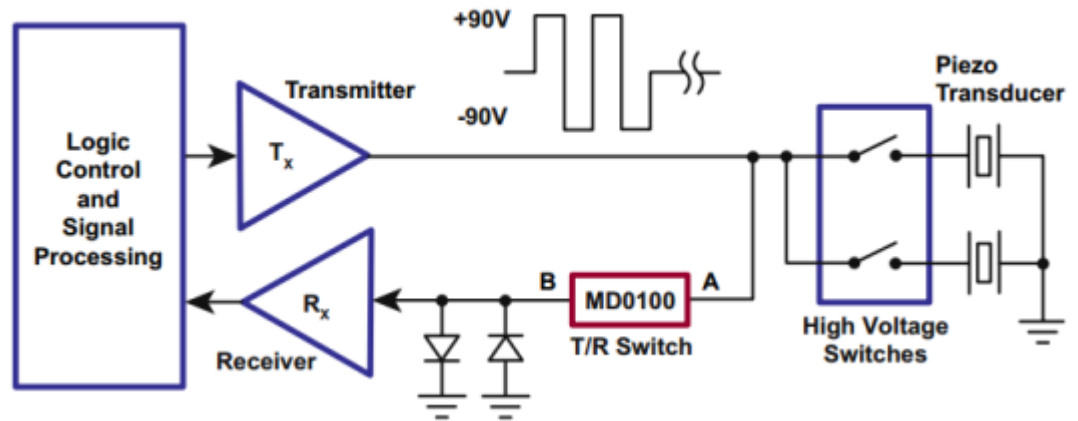 +90V
-90V
Piezo
Transducer
Transmitter
Logic
Control
and
Signal
Processing
Tx
Rx
B
MD0100
A
T/R Switch
Receiver
High Voltage
Switches